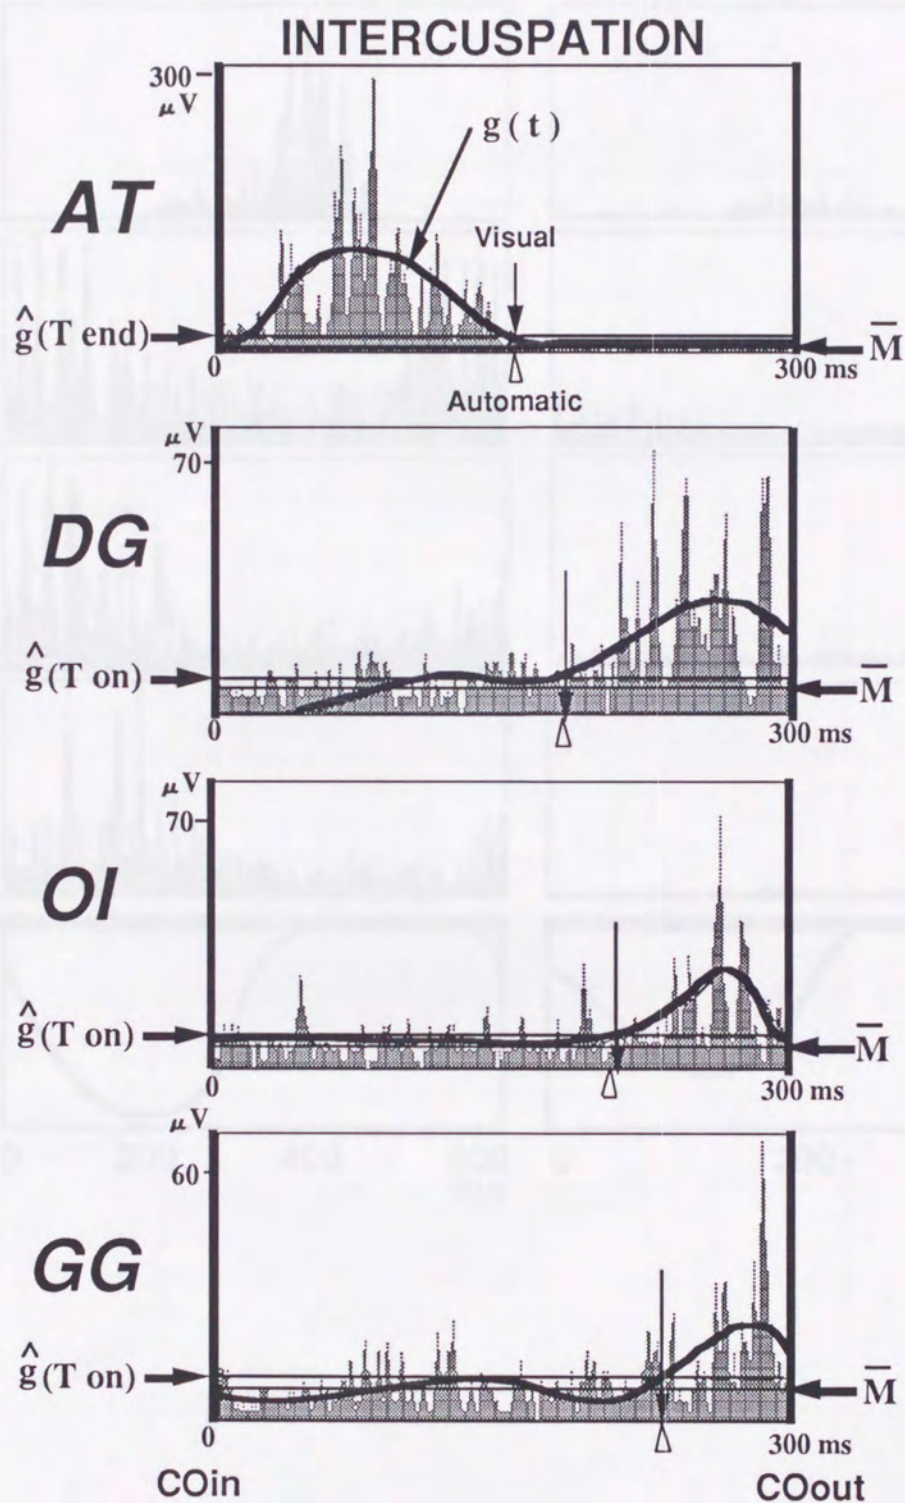 INTERCUSPATION
300
μV
g(t)
AT
Visual
ĝ(T end)
M̅
0
300 ms
Automatic
μV
70
DG
ĝ(T on)
M
0
300 ms
μV
70
OI
ĝ(T on)
M̅
0
300 ms
μV
60
GG
ĝ(T on)
M̅
0
300 ms
COin
COout